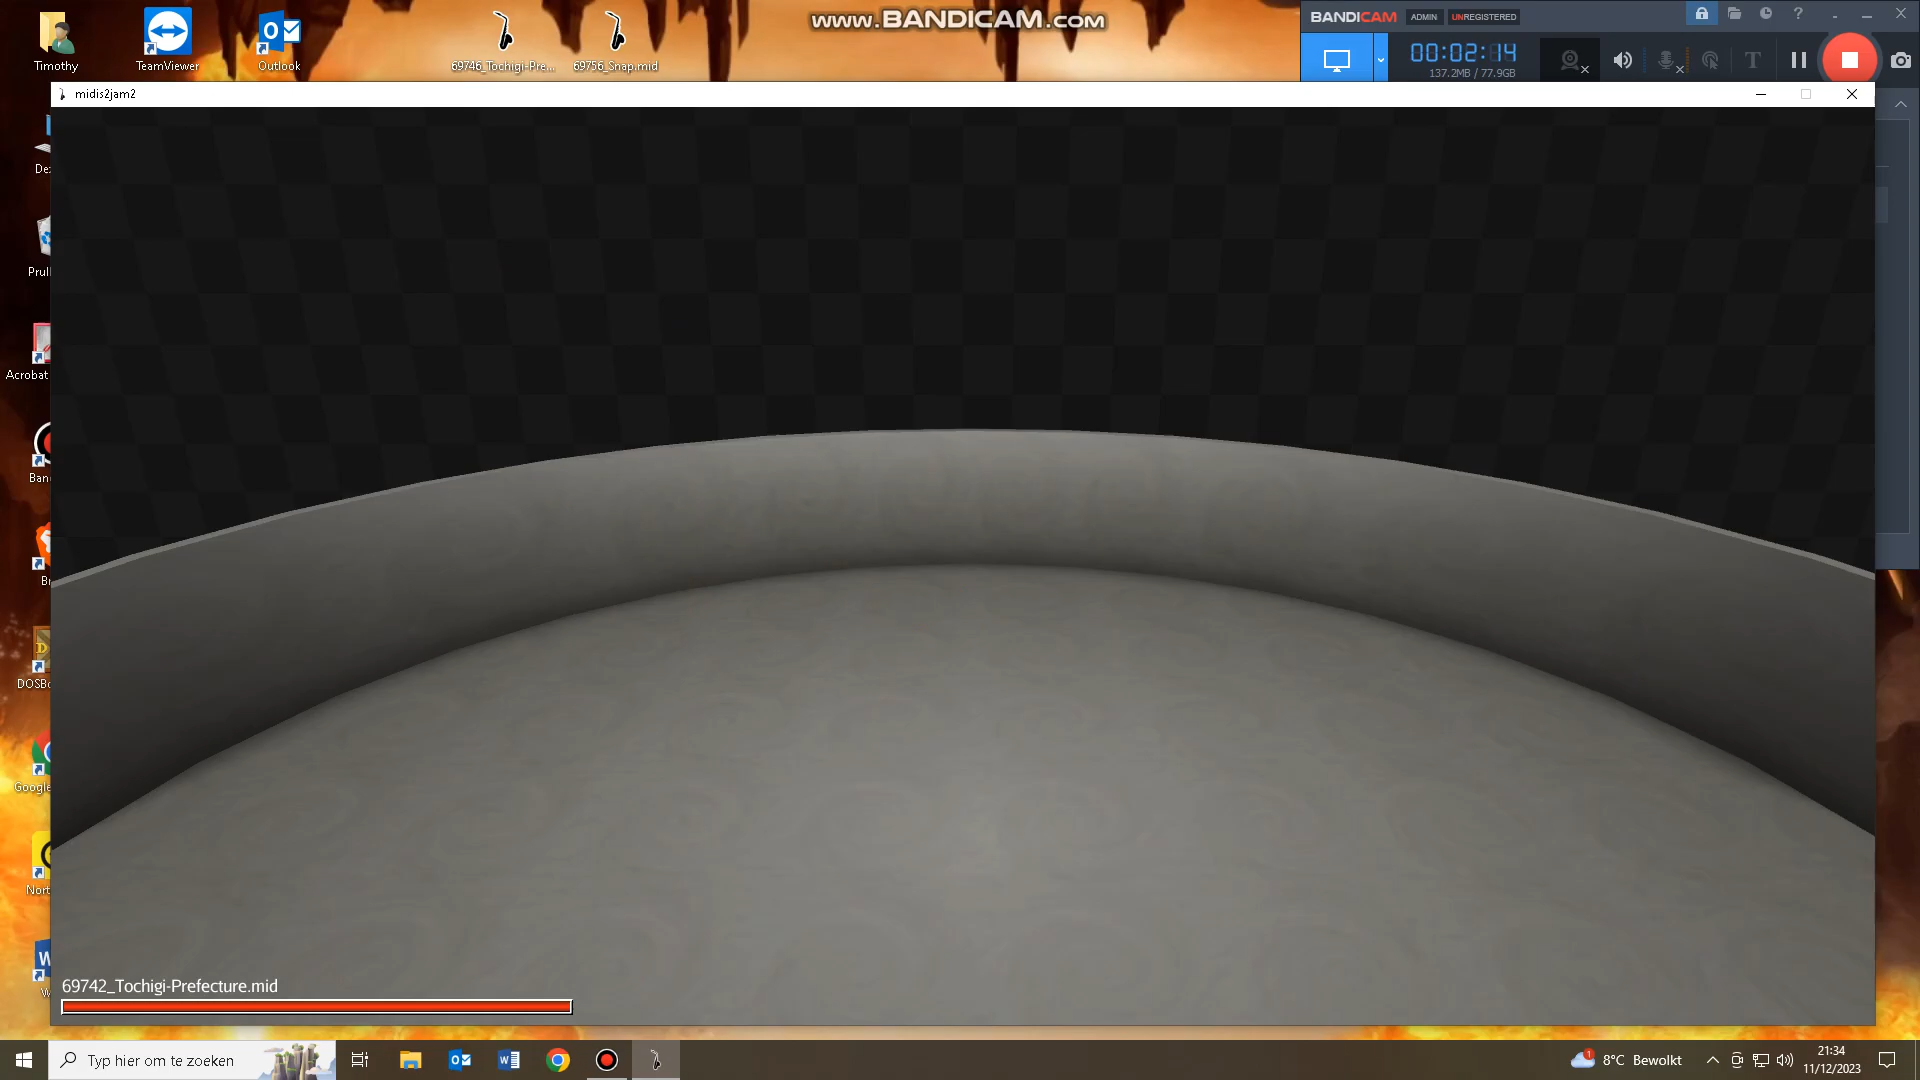 www.BANDICAM.com
BANDICAM ADMIN UNREGISTERED
00:02:14
137.2MB / 77.9GB
Timothy
TeamViewer
Outlook
69746_Tochigi-Pre...
69756_Snap.mid
midis2jam2
Acrobat
Google
69742_Tochigi-Prefecture.mid
Typ hier om te zoeken
8°C Bewolkt
21:34
11/12/2023